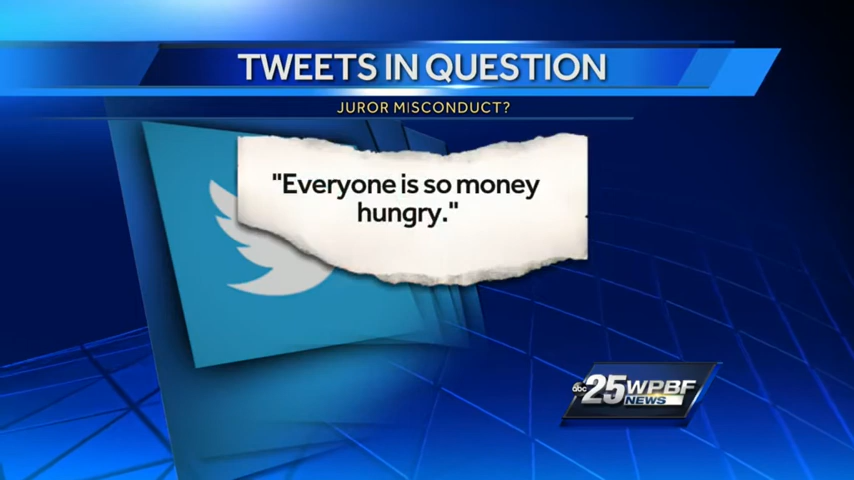 TWEETS IN QUESTION
JUROR MISCONDUCT?
"Everyone is so money
hungry."
abc 25 WPBF
NEWS